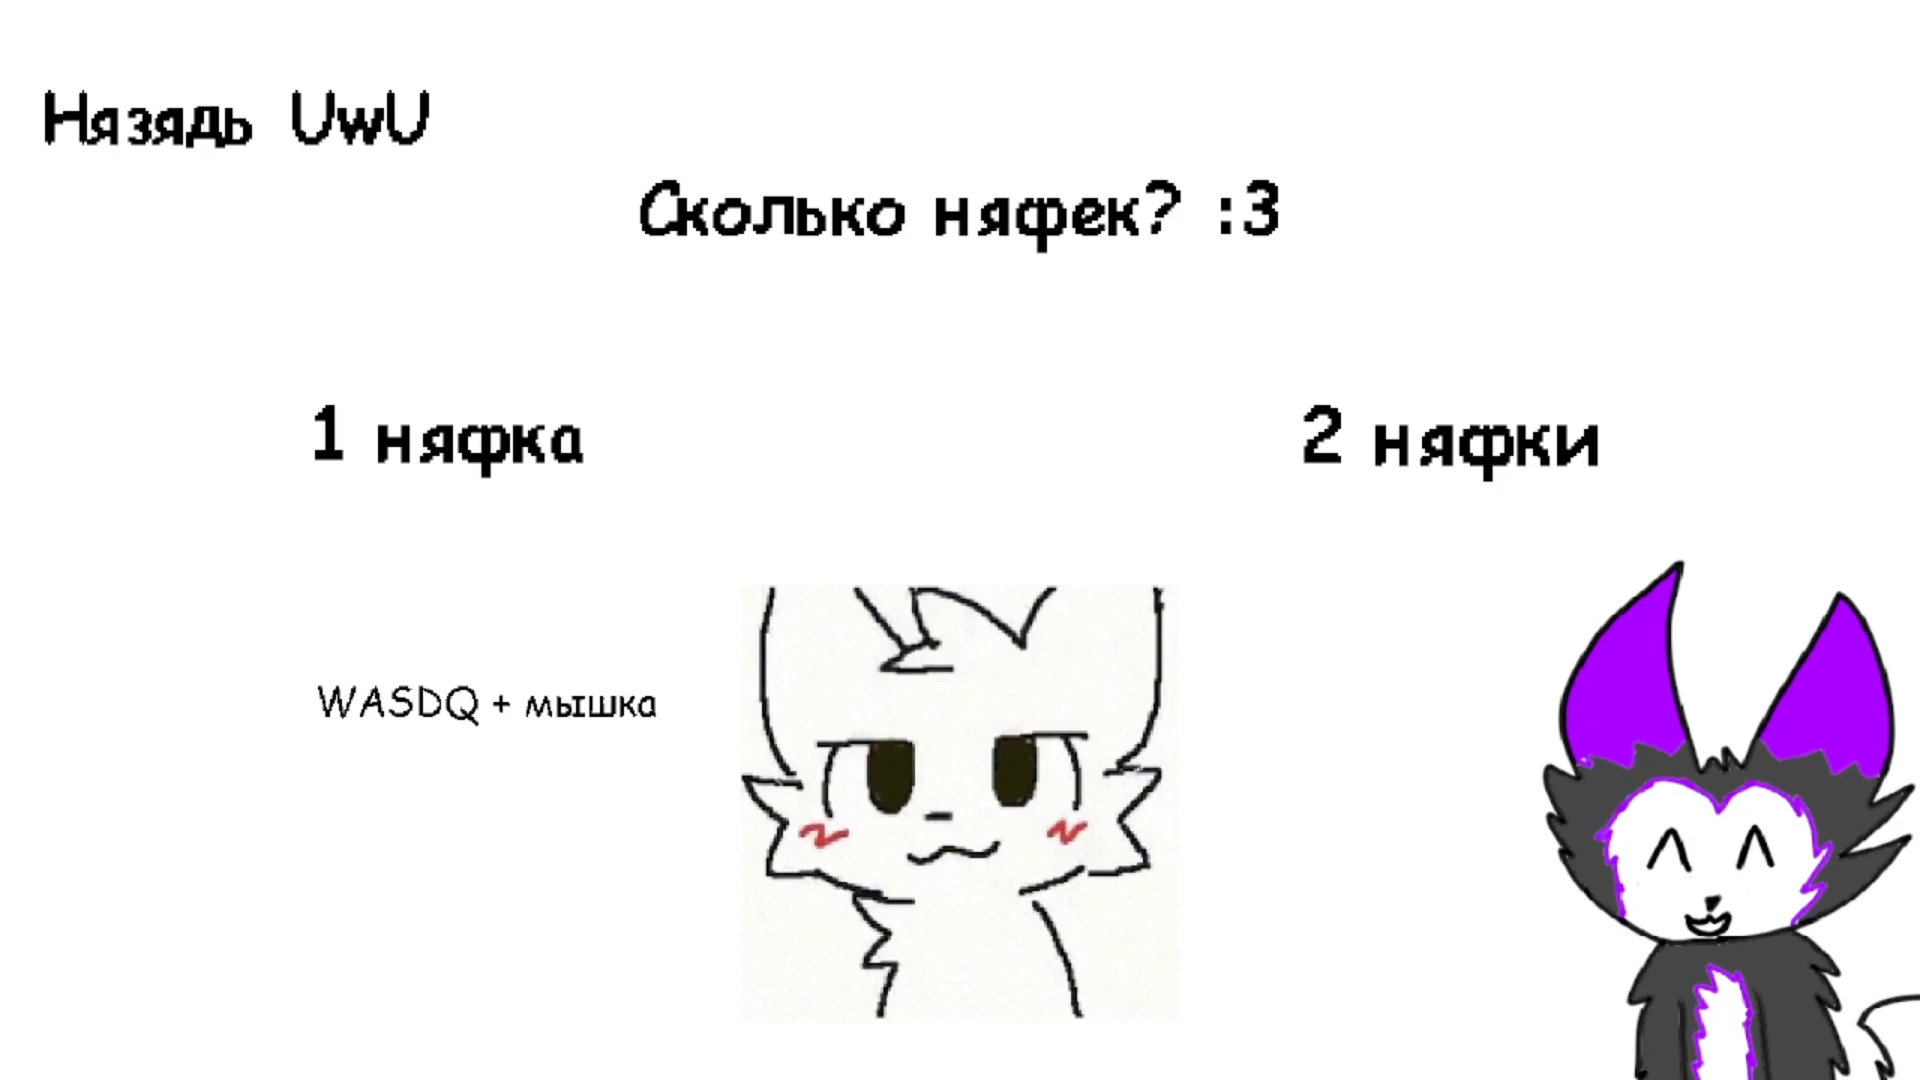 Нязядь UwU
Сколько няфек? :3
1 няфка
2 няфки
WASDQ + мышка